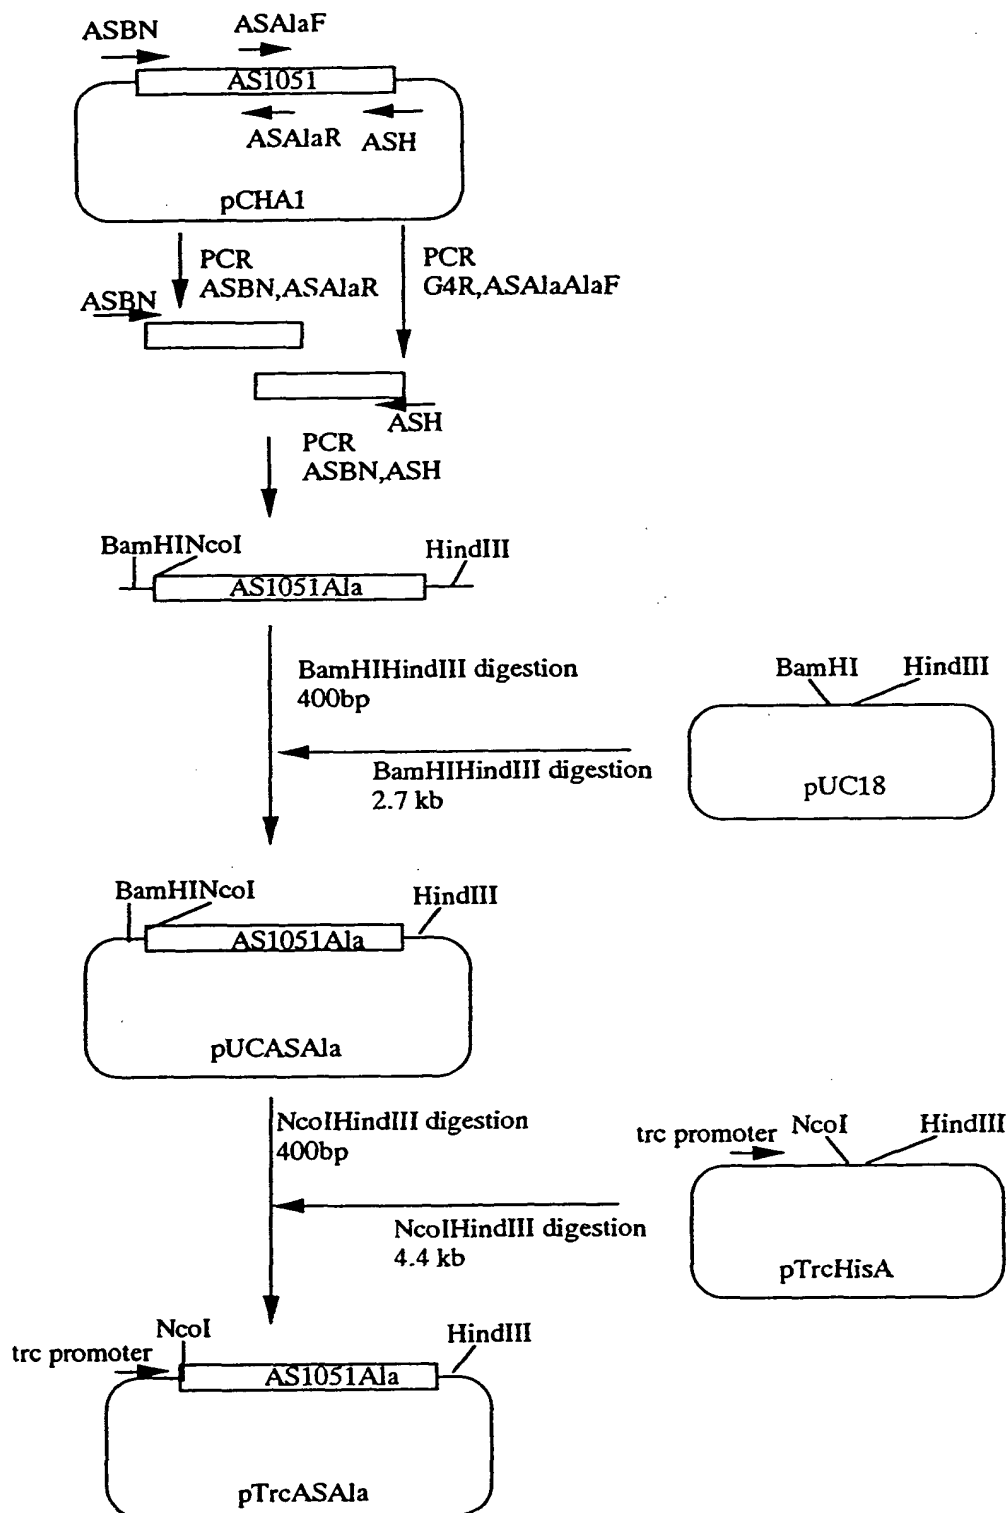 ASBN
ASAlaF
AS1051
ASAlaR
ASH
pCHA1
PCR
ASBN,ASAlaR
PCR
G4R,ASAlaAlaF
ASBN
ASH
PCR
ASBN,ASH
BamHINcoI
HindIII
AS1051Ala
BamHIHindIII digestion
400bp
BamHI
HindIII
BamHIHindIII digestion
2.7 kb
pUC18
BamHINcoI
HindIII
AS1051Ala
pUCASAla
NcoIHindIII digestion
400bp
trc promoter
NcoI
HindIII
NcoIHindIII digestion
4.4 kb
pTrcHisA
NcoI
trc promoter
HindIII
AS1051Ala
pTrcASAla